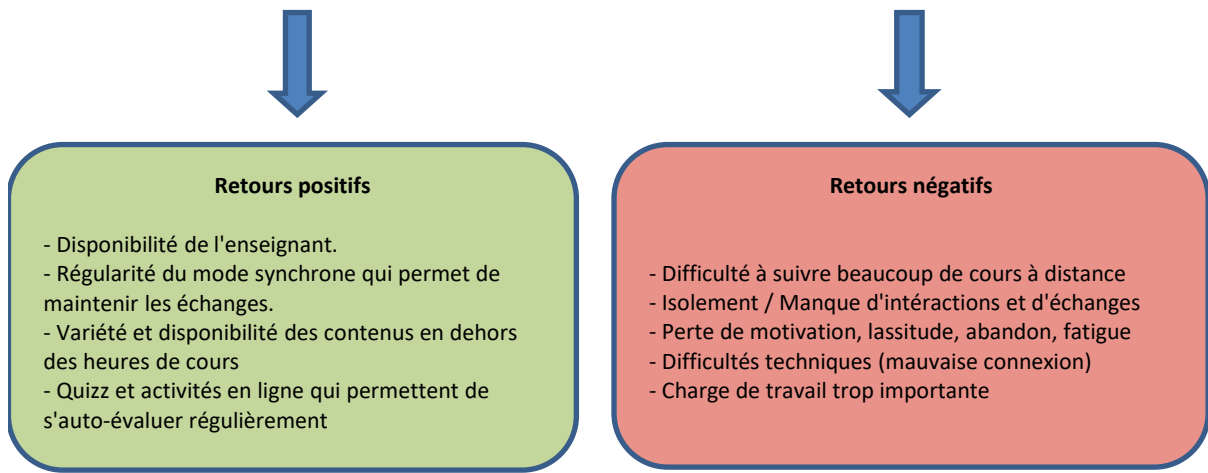 Retours positifs
- Disponibilité de l'enseignant.
- Régularité du mode synchrone qui permet de
maintenir les échanges.
- Variété et disponibilité des contenus en dehors
des heures de cours
- Quizz et activités en ligne qui permettent de
s'auto-évaluer régulièrement
Retours négatifs
- Difficulté à suivre beaucoup de cours à distance
- Isolement / Manque d'intéractions et d'échanges
- Perte de motivation, lassitude, abandon, fatigue
- Difficultés techniques (mauvaise connexion)
- Charge de travail trop importante